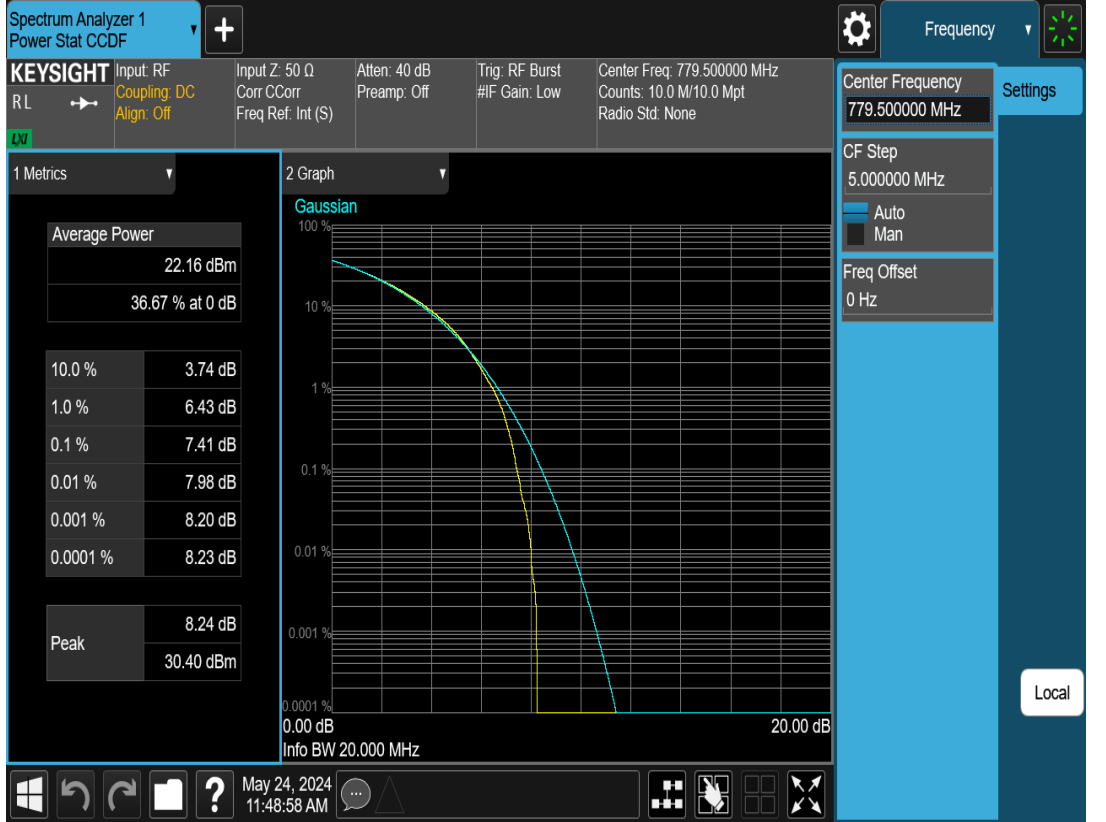 Spectrum Analyzer 1
Power Stat CCDF
Frequency
KEYSIGHT
R L
LXI
Input: RF
Coupling: DC
Align: Off
Input Z: 50 Ω
Corr CCorr
Freq Ref: Int (S)
Atten: 40 dB
Preamp: Off
Trig: RF Burst
#IF Gain: Low
Center Freq: 779.500000 MHz
Counts: 10.0 M/10.0 Mpt
Radio Std: None
Center Frequency
779.500000 MHz
Settings
CF Step
5.000000 MHz
Auto
Man
Freq Offset
0 Hz
Local
1 Metrics
Average Power
22.16 dBm
36.67 % at 0 dB
10.0 % 3.74 dB
1.0 % 6.43 dB
0.1 % 7.41 dB
0.01 % 7.98 dB
0.001 % 8.20 dB
0.0001 % 8.23 dB
Peak
8.24 dB
30.40 dBm
2 Graph
Gaussian
100 %
10 %
1 %
0.1 %
0.01 %
0.001 %
0.0001 %
0.00 dB 20.00 dB
Info BW 20.000 MHz
May 24, 2024
11:48:58 AM